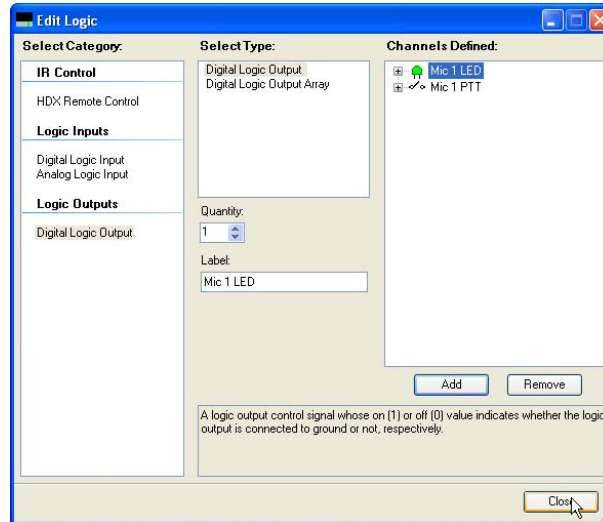 Edit Logic
Select Category:
IR Control
HDX Remote Control
Logic Inputs
Digital Logic Input
Analog Logic Input
Logic Outputs
Digital Logic Output
Select Type:
Digital Logic Output
Digital Logic Output Array
Quantity:
1
Label:
Mic 1 LED
Channels Defined:
Mic 1 LED
Mic 1 PTT
Add
Remove
A logic output control signal whose on (1) or off (0) value indicates whether the logic
output is connected to ground or not, respectively.
Close